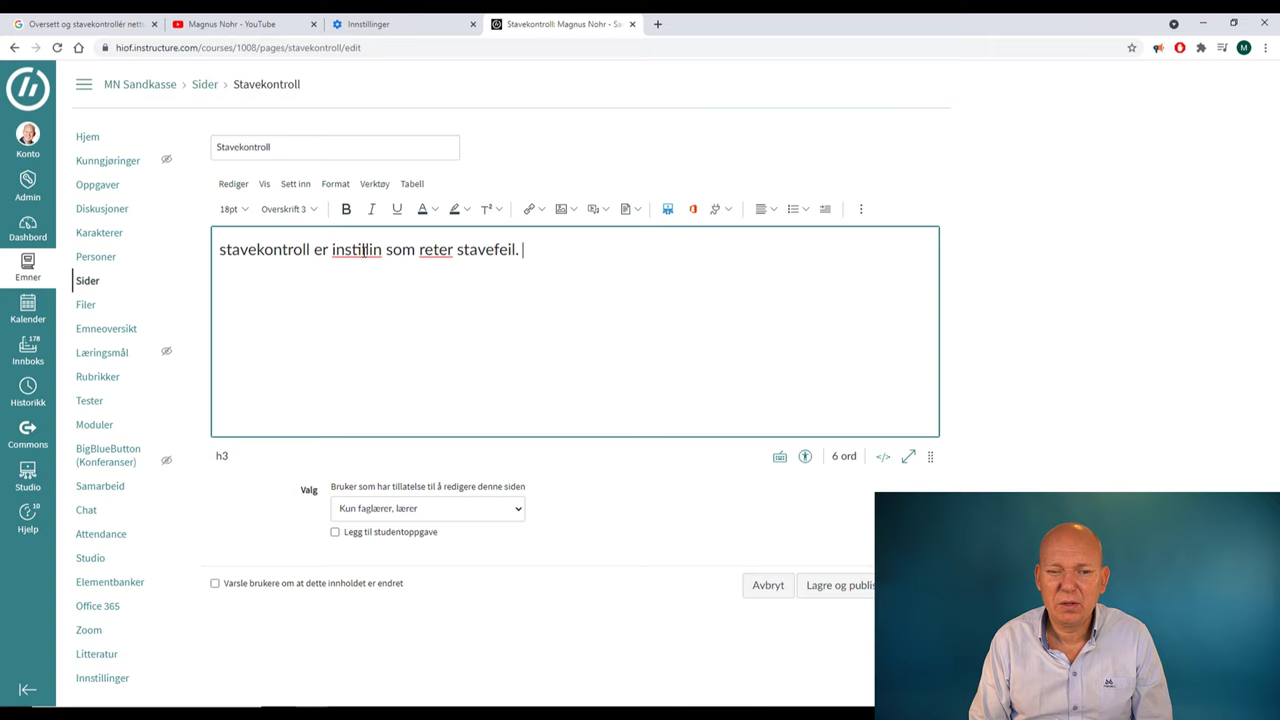 Oversett og stavekontrollér netts
Magnus Nohr - YouTube
Innstillinger
Stavekontroll: Magnus Nohr - Sa
hiof.instructure.com/courses/1008/pages/stavekontroll/edit
M
MN Sandkasse > Sider > Stavekontroll
Konto
Admin
Dashbord
Emner
Kalender
178
Innboks
Historikk
Commons
Studio
10
Hjelp
Hjem
Kunngjøringer
Oppgaver
Diskusjoner
Karakterer
Personer
Sider
Filer
Emneoversikt
Læringsmål
Rubrikker
Tester
Moduler
BigBlueButton
(Konferanser)
Samarbeid
Chat
Attendance
Studio
Elementbanker
Office 365
Zoom
Litteratur
Innstillinger
Stavekontroll
Rediger Vis Sett inn Format Verktøy Tabell
18pt Overskrift 3 B I U A T²
stavekontroll er instillin som reter stavefeil.
h3
6 ord </>
Valg
Bruker som har tillatelse til å redigere denne siden
Kun faglærer, lærer
Legg til studentoppgave
Varsle brukere om at dette innholdet er endret
Avbryt
Lagre og publis